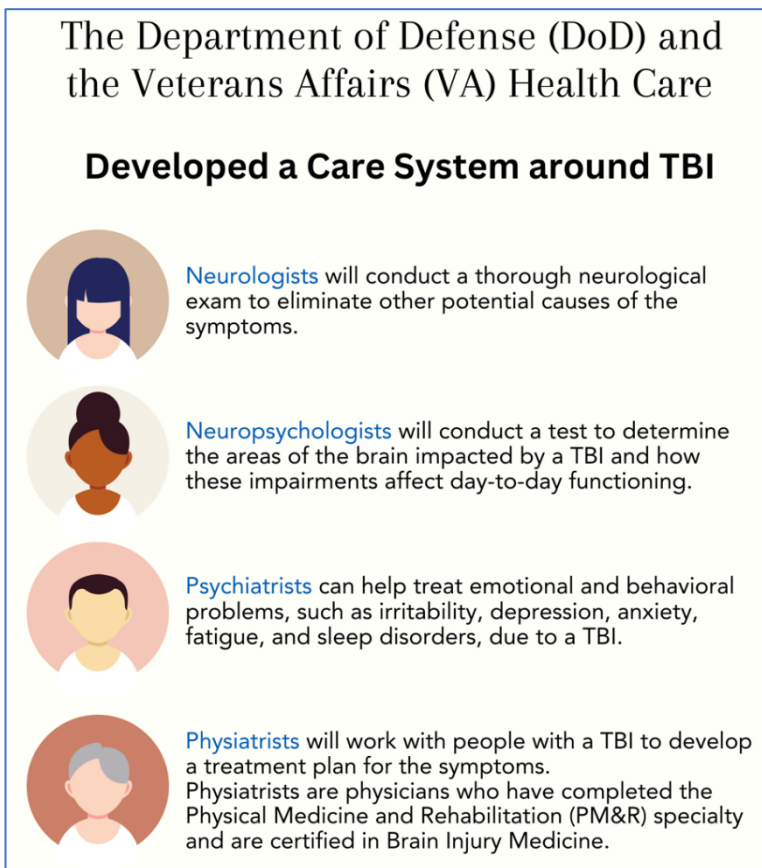 The Department of Defense (DoD) and
the Veterans Affairs (VA) Health Care
Developed a Care System around TBI
Neurologists will conduct a thorough neurological
exam to eliminate other potential causes of the
symptoms.
Neuropsychologists will conduct a test to determine
the areas of the brain impacted by a TBI and how
these impairments affect day-to-day functioning.
Psychiatrists can help treat emotional and behavioral
problems, such as irritability, depression, anxiety,
fatigue, and sleep disorders, due to a TBI.
Physiatrists will work with people with a TBI to develop
a treatment plan for the symptoms.
Physiatrists are physicians who have completed the
Physical Medicine and Rehabilitation (PM&R) specialty
and are certified in Brain Injury Medicine.